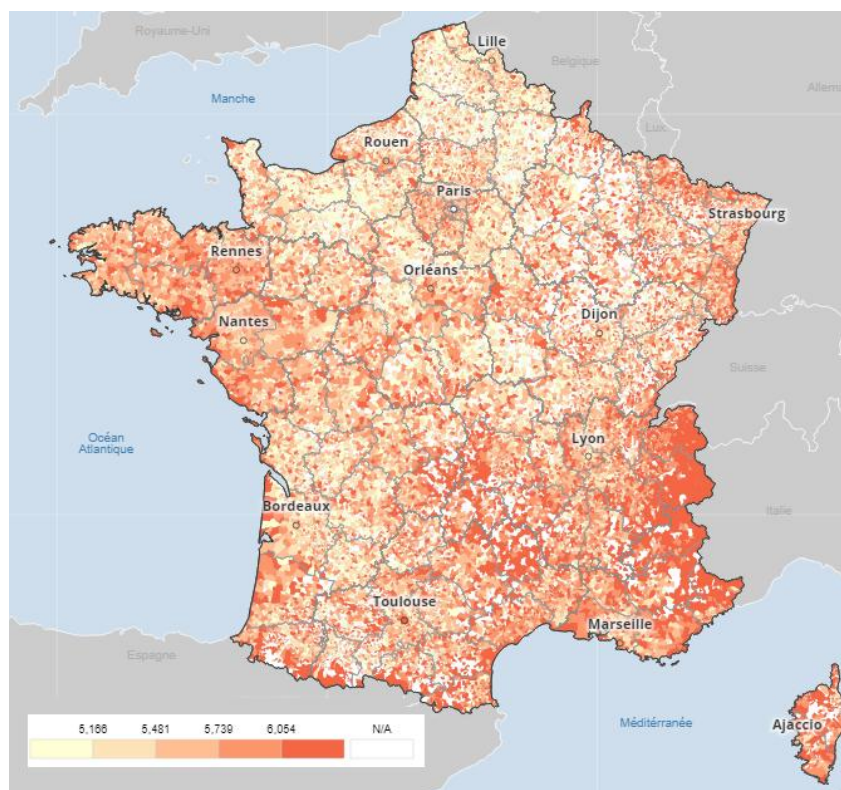 Royaume-Uni
Lille
Belgique
Allema
Manche
Lux
Rouen
Paris
Strasbourg
Rennes
Orléans
Dijon
Nantes
Suisse
Océan
Atlantique
Lyon
Bordeaux
Italie
Toulouse
Marseille
Espagne
Méditérranée
Ajaccio
5,166 5,481 5,739 6,054 N/A